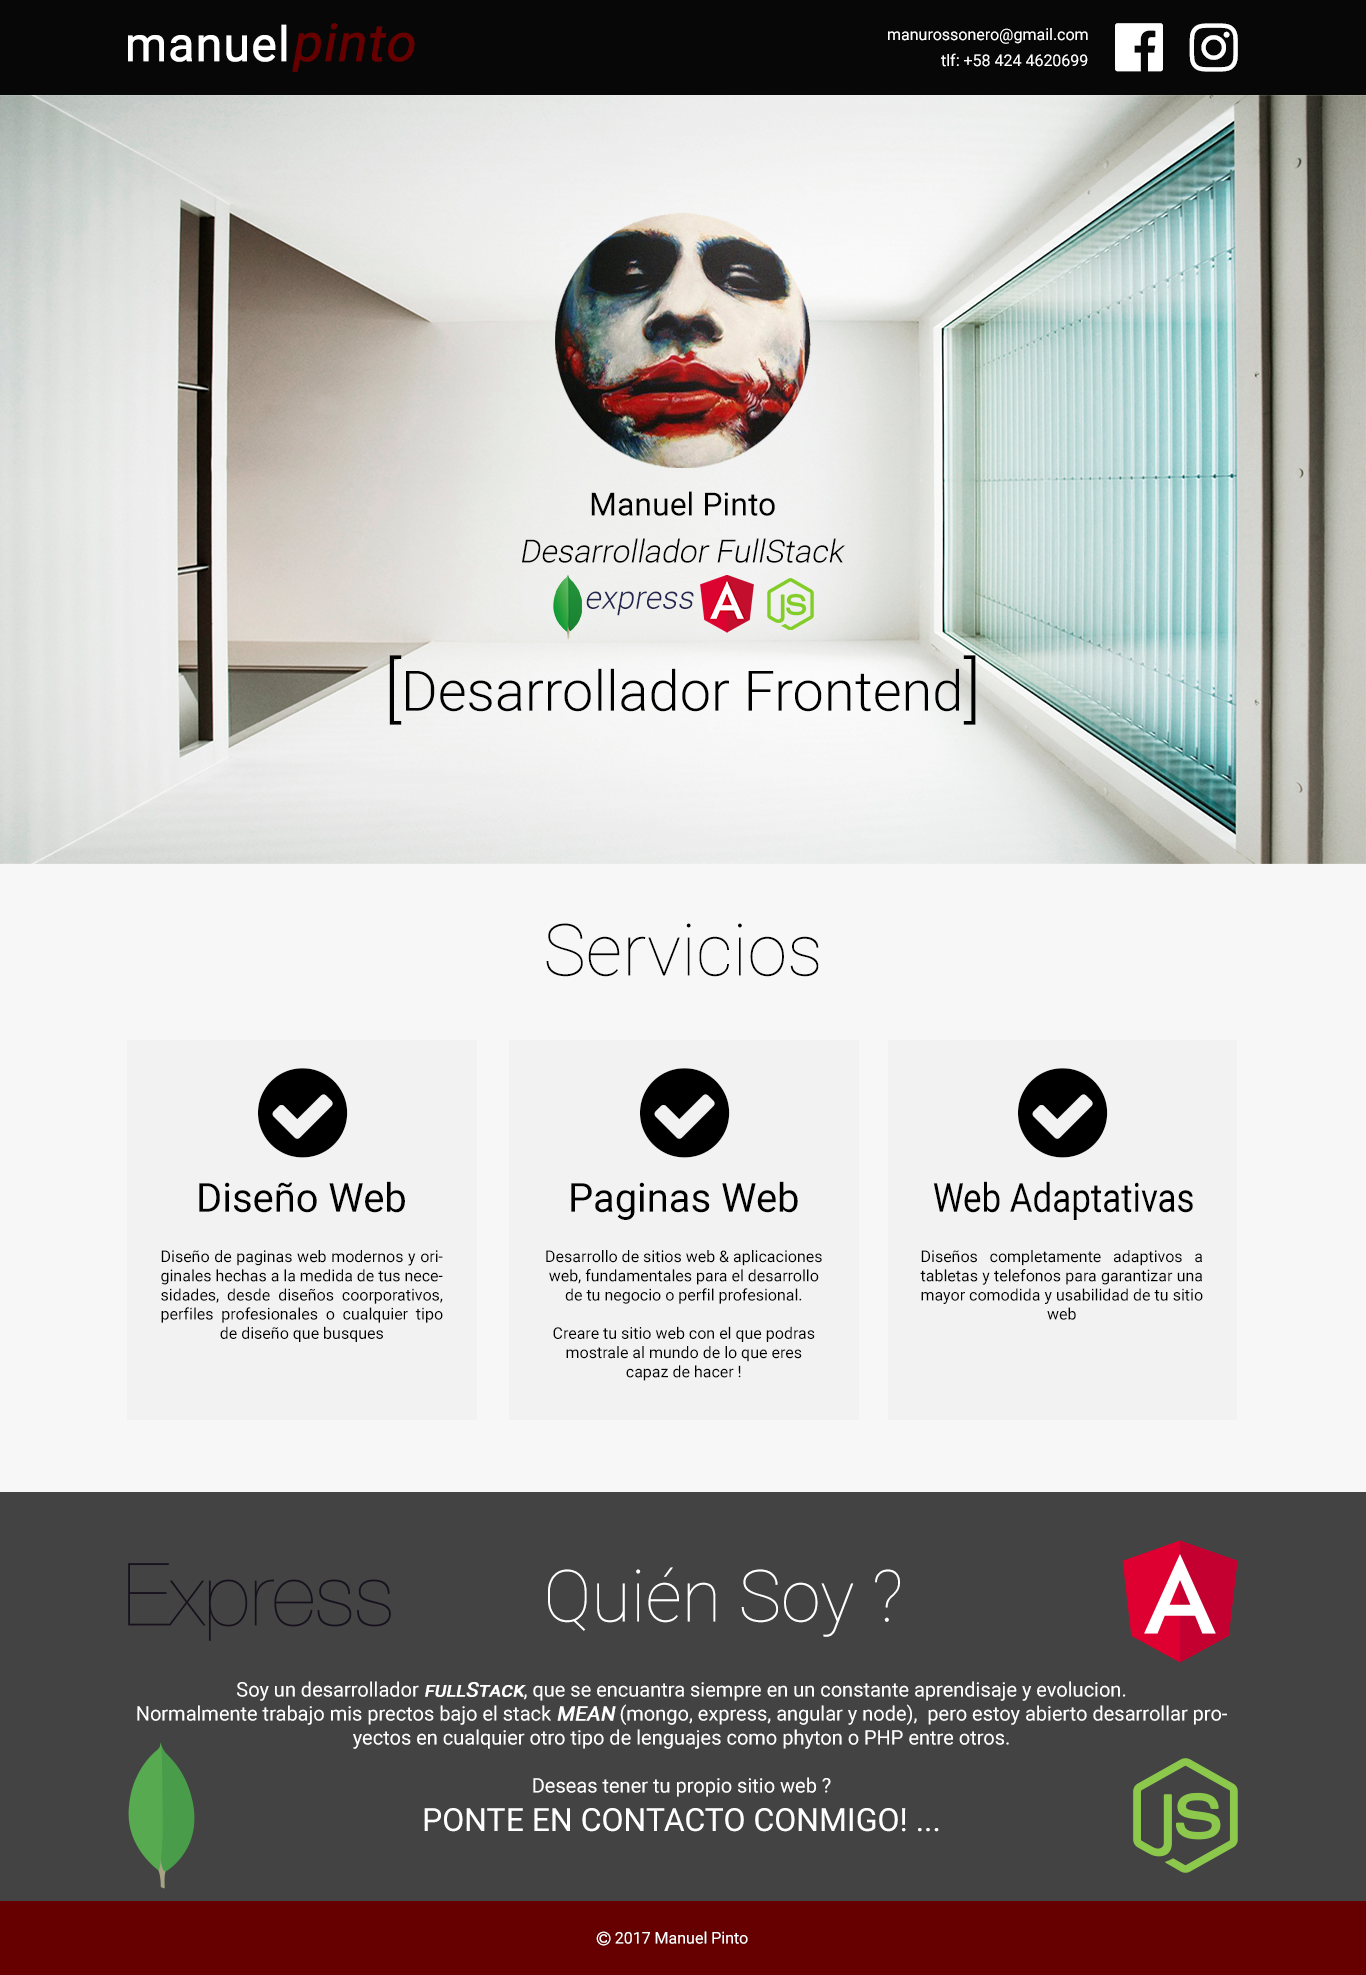 manuelpinto
manurossonero@gmail.com
tlf: +58 424 4620699
Manuel Pinto
Desarrollador FullStack
express A JS
[Desarrollador Frontend]
Servicios
Diseño Web
Diseño de paginas web modernos y ori-
ginales hechas a la medida de tus nece-
sidades, desde diseños coorporativos,
perfiles profesionales o cualquier tipo
de diseño que busques
Paginas Web
Desarrollo de sitios web & aplicaciones
web, fundamentales para el desarrollo
de tu negocio o perfil profesional.
Creare tu sitio web con el que podras
mostrale al mundo de lo que eres
capaz de hacer !
Web Adaptativas
Diseños completamente adaptivos a
tabletas y telefonos para garantizar una
mayor comodida y usabilidad de tu sitio
web
Express
Quién Soy ?
A
Soy un desarrollador FULLSTACK, que se encuentra siempre en un constante aprendisaje y evolucion.
Normalmente trabajo mis prectos bajo el stack MEAN (mongo, express, angular y node),  pero estoy abierto desarrollar pro-
yectos en cualquier otro tipo de lenguajes como phyton o PHP entre otros.
Deseas tener tu propio sitio web ?
PONTE EN CONTACTO CONMIGO! ...
JS
© 2017 Manuel Pinto